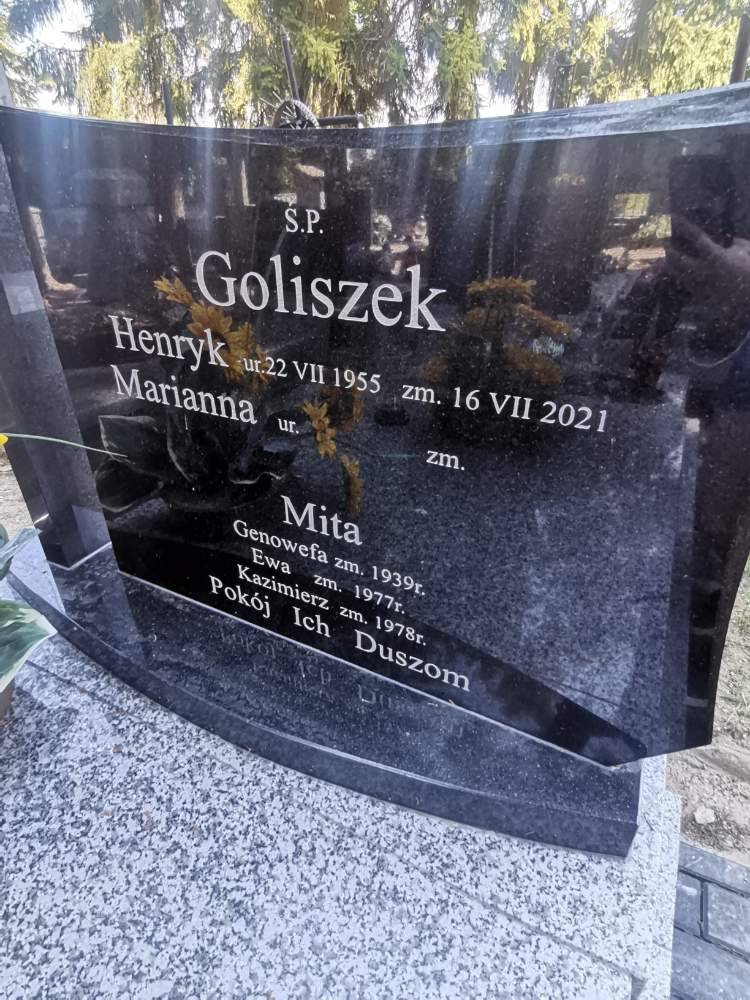 Ś.P.
Goliszek
Henryk ur.22 VII 1955 zm. 16 VII 2021
Marianna ur. zm.
Mita
Genowefa zm. 1939r.
Ewa zm. 1977r.
Kazimierz zm. 1978r.
Pokój Ich Duszom